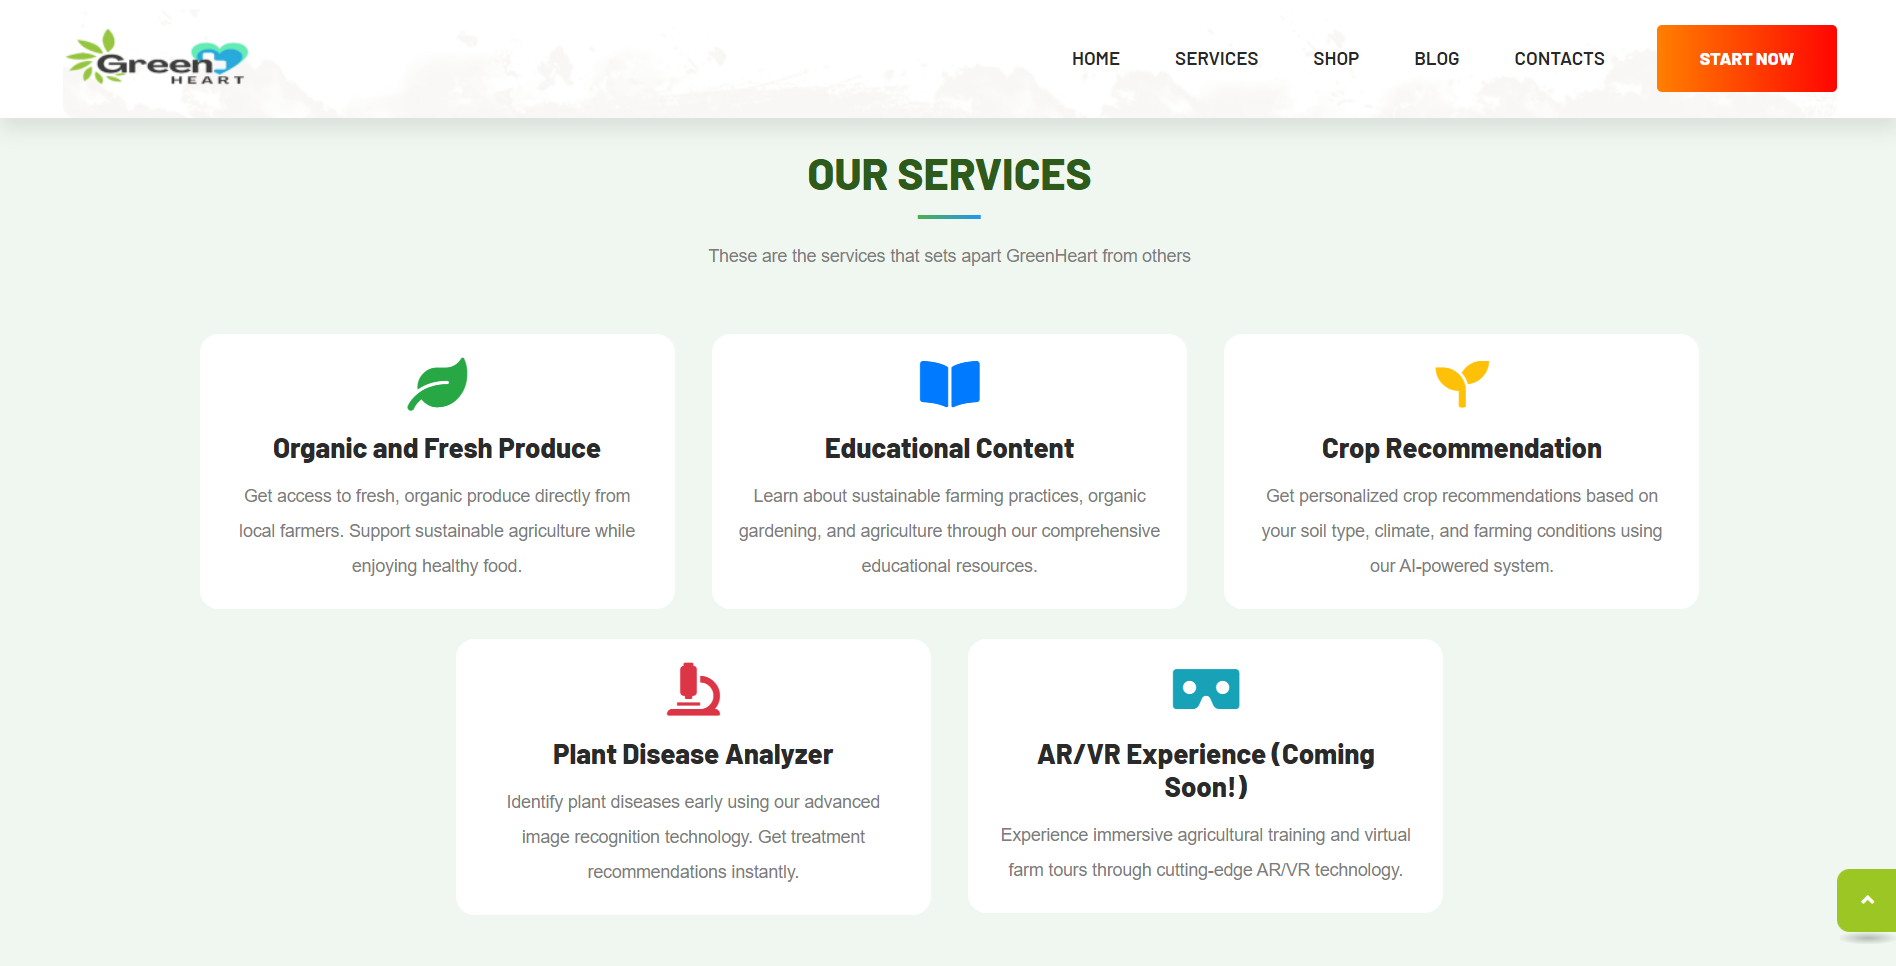 Green
HEART
HOME SERVICES SHOP BLOG CONTACTS START NOW
OUR SERVICES
These are the services that sets apart GreenHeart from others
Organic and Fresh Produce
Get access to fresh, organic produce directly from
local farmers. Support sustainable agriculture while
enjoying healthy food.
Educational Content
Learn about sustainable farming practices, organic
gardening, and agriculture through our comprehensive
educational resources.
Crop Recommendation
Get personalized crop recommendations based on
your soil type, climate, and farming conditions using
our AI-powered system.
Plant Disease Analyzer
Identify plant diseases early using our advanced
image recognition technology. Get treatment
recommendations instantly.
AR/VR Experience (Coming
Soon!)
Experience immersive agricultural training and virtual
farm tours through cutting-edge AR/VR technology.